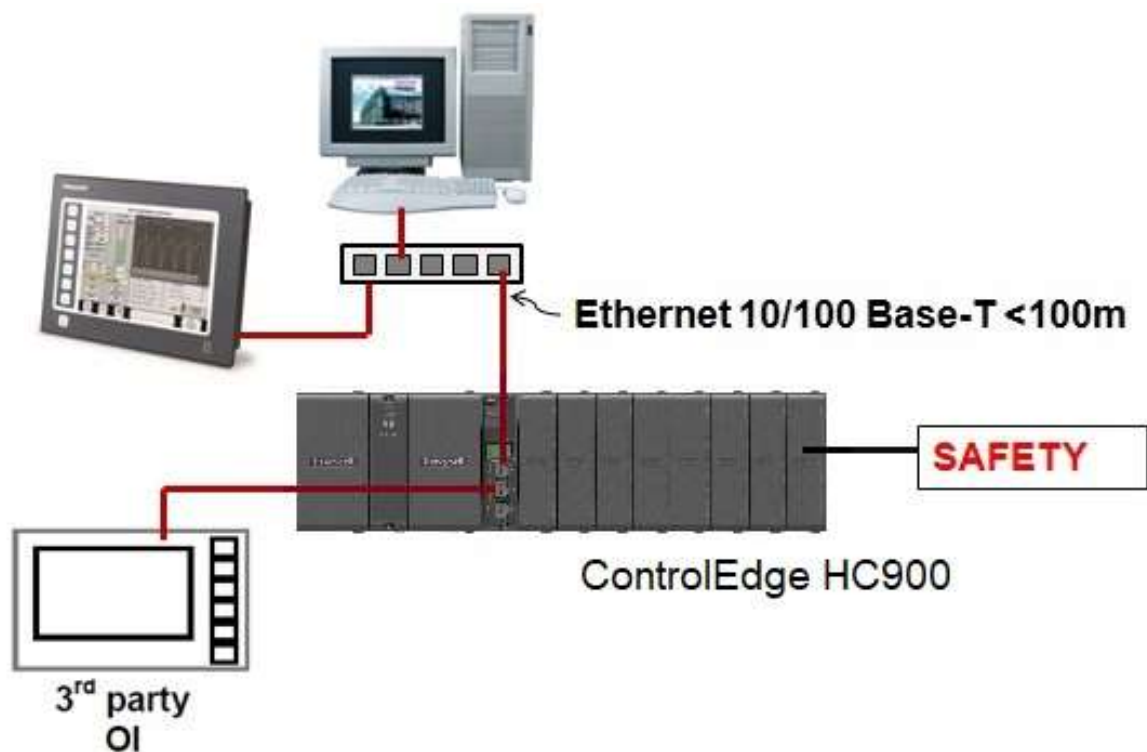 Ethernet 10/100 Base-T <100m
SAFETY
ControlEdge HC900
3rd party
OI